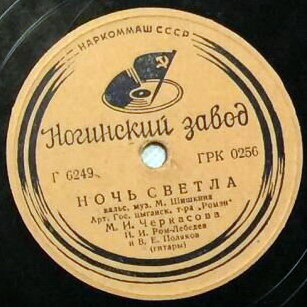 НАРКОММАШ СССР
Ногинский завод
Г 6249
ГРК 0256
НОЧЬ СВЕТЛА
вальс, муз. М. Шишкина
Арт. Гос. цыганск. т-ра „Ромэн"
М. И. Черкасова
Н. И. Ром-Лебедев
и В. Е. Поляков
(гитары)